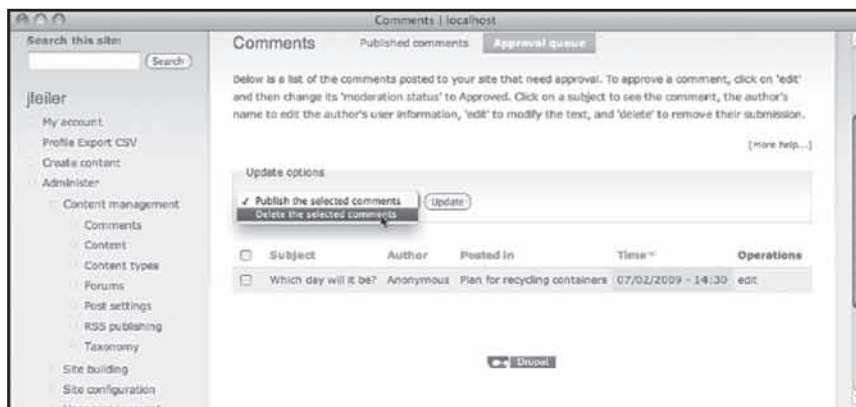 Comments | localhost
Search this site:
Search
jfeiler
My account
Profile Export CSV
Create content
Administer
Content management
Comments
Content
Content types
Forums
Post settings
RSS publishing
Taxonomy
Site building
Site configuration
Comments
Published comments
Approval queue
Below is a list of the comments posted to your site that need approval. To approve a comment, click on 'edit'
and then change its 'moderation status' to Approved. Click on a subject to see the comment, the author's
name to edit the author's user information, 'edit' to modify the text, and 'delete' to remove their submission.
[more help...]
Update options
✓ Publish the selected comments
Delete the selected comments
Update
Subject Author Posted in Time Operations
Which day will it be? Anonymous Plan for recycling containers 07/02/2009 - 14:30 edit
Drupal